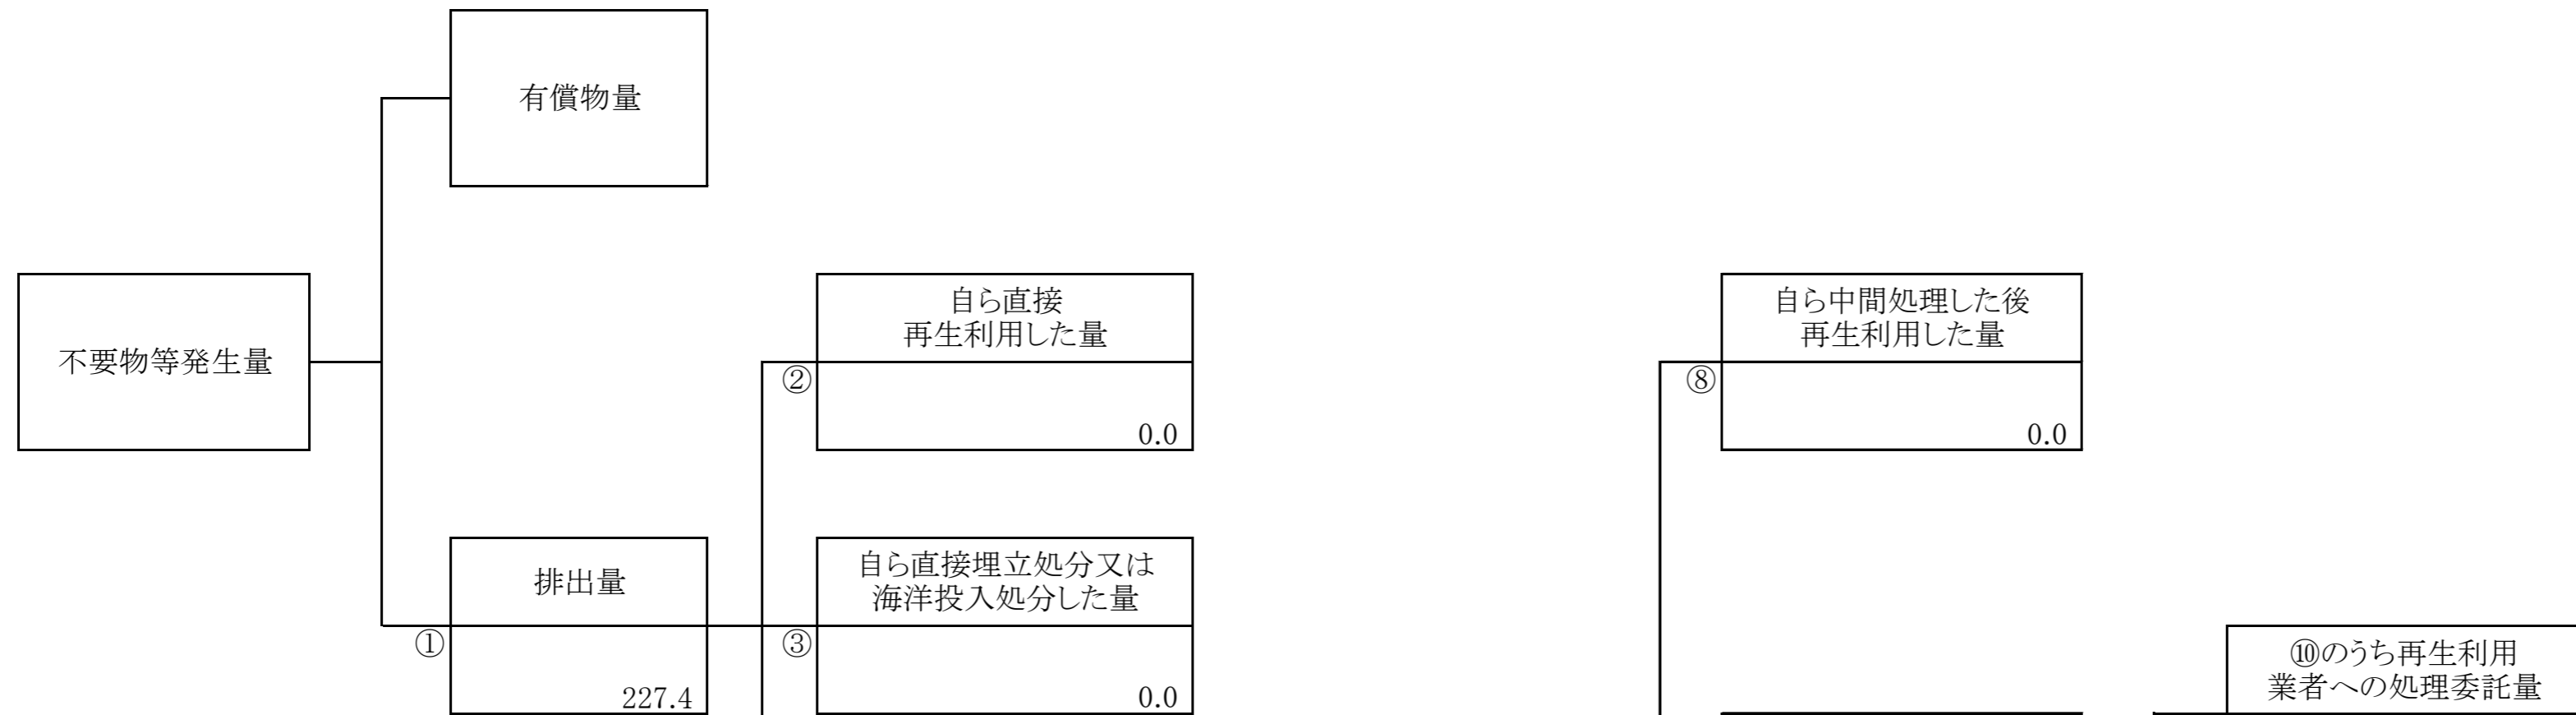 有償物量
不要物等発生量
自ら直接
再生利用した量
②
0.0
自ら中間処理した後
再生利用した量
⑧
0.0
排出量
①
227.4
自ら直接埋立処分又は
海洋投入処分した量
③
0.0
⑩のうち再生利用
業者への処理委託量